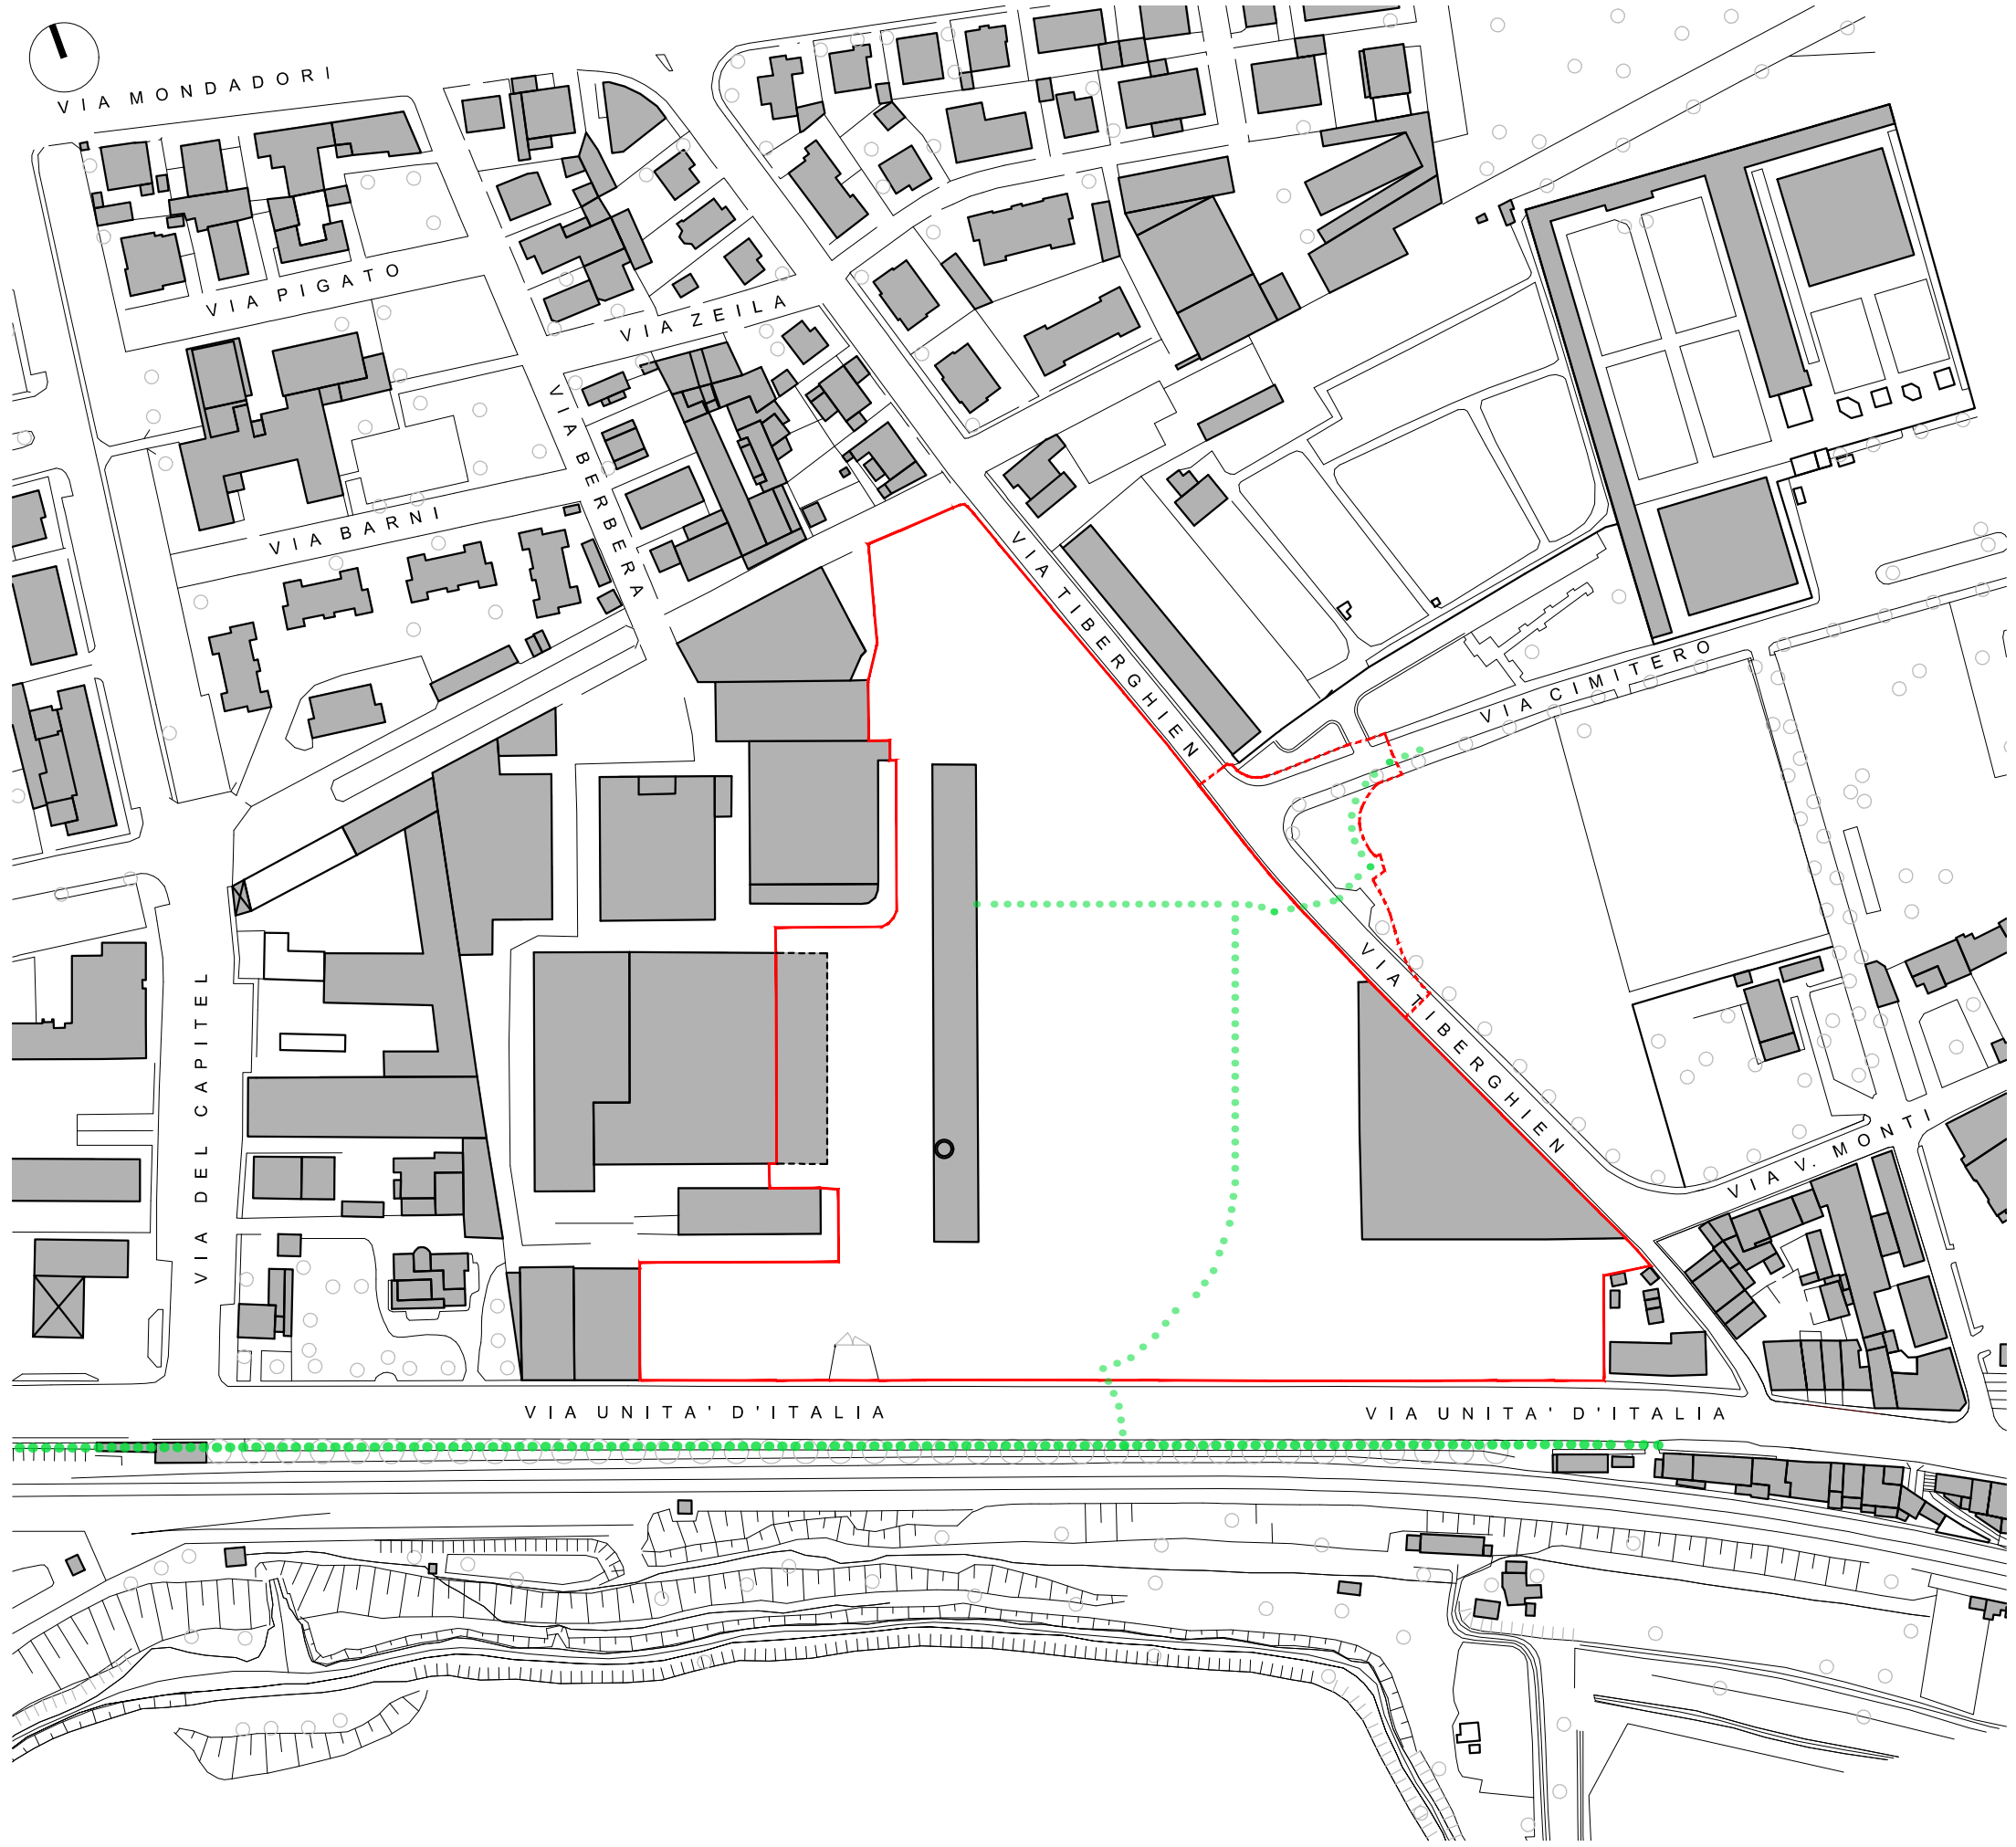 VIA MONDADORI
VIA PIGATO
VIA ZEILA
VIA BERBERA
VIA BARNI
VIA TIBERGHIEN
VIA CIMITERO
VIA DEL CAPITEL
VIA TIBERGHIEN
VIA V. MONTI
VIA UNITA' D'ITALIA
VIA UNITA' D'ITALIA